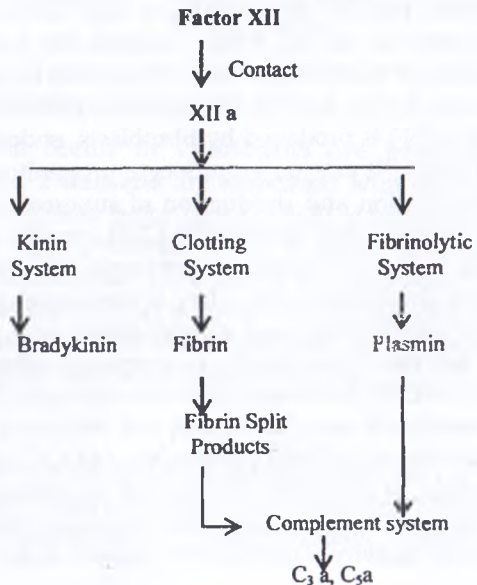 Factor XII
Contact
XII a
Kinin System
Clotting System
Fibrinolytic System
Bradykinin
Fibrin
Plasmin
Fibrin Split Products
Complement system
C₃ a, C₅a